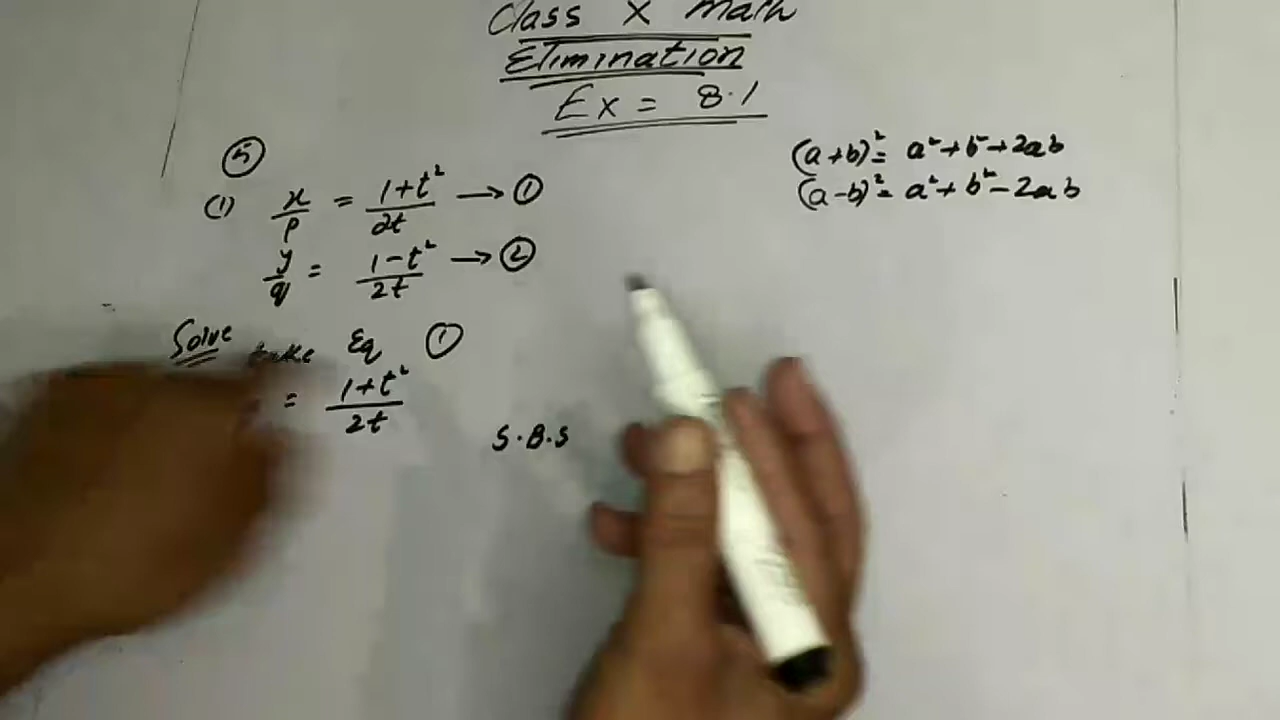 Class X Math
Elimination
Ex = 8.1
(a+b)² = a²+b²+2ab
(a-b)² = a²+b²-2ab
⑤
(1) x/p = 1+t²/2t → ①
y/q = 1-t²/2t → ②
Solve take Eq ①
= 1+t²/2t
S.B.S